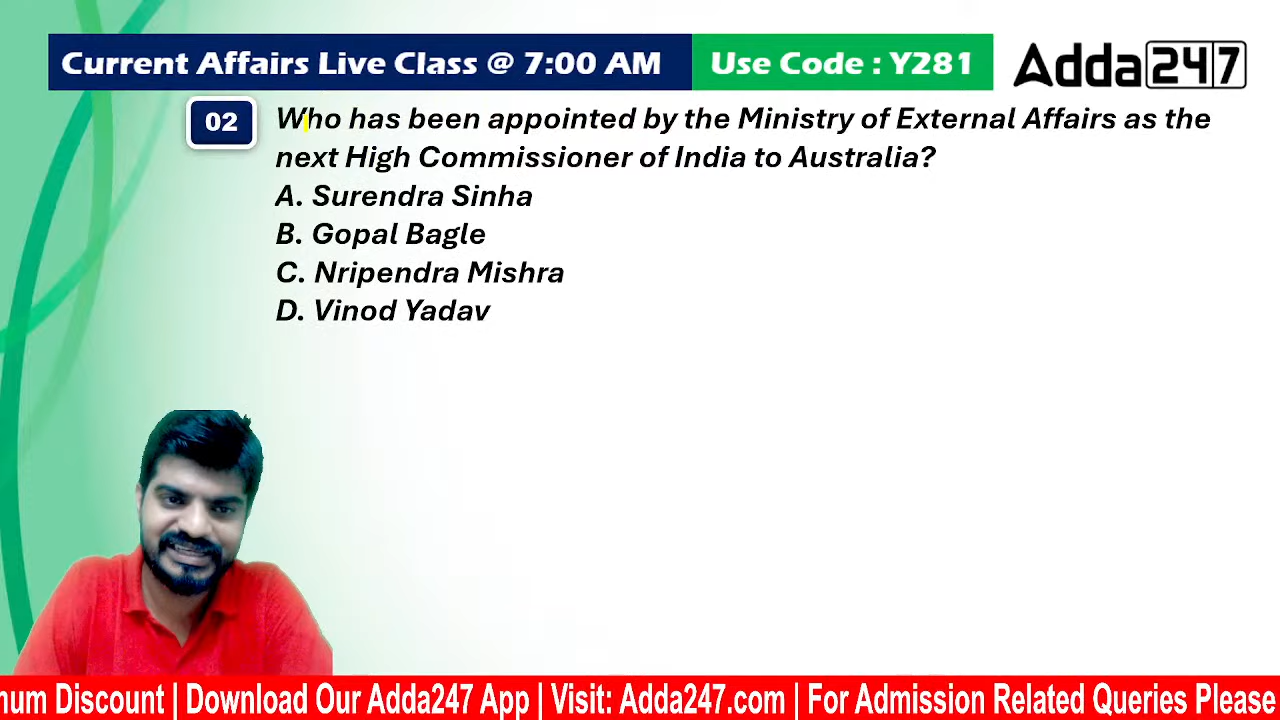 Current Affairs Live Class @ 7:00 AM
Use Code : Y281
Adda247
02
Who has been appointed by the Ministry of External Affairs as the
next High Commissioner of India to Australia?
A. Surendra Sinha
B. Gopal Bagle
C. Nripendra Mishra
D. Vinod Yadav
num Discount | Download Our Adda247 App | Visit: Adda247.com | For Admission Related Queries Please